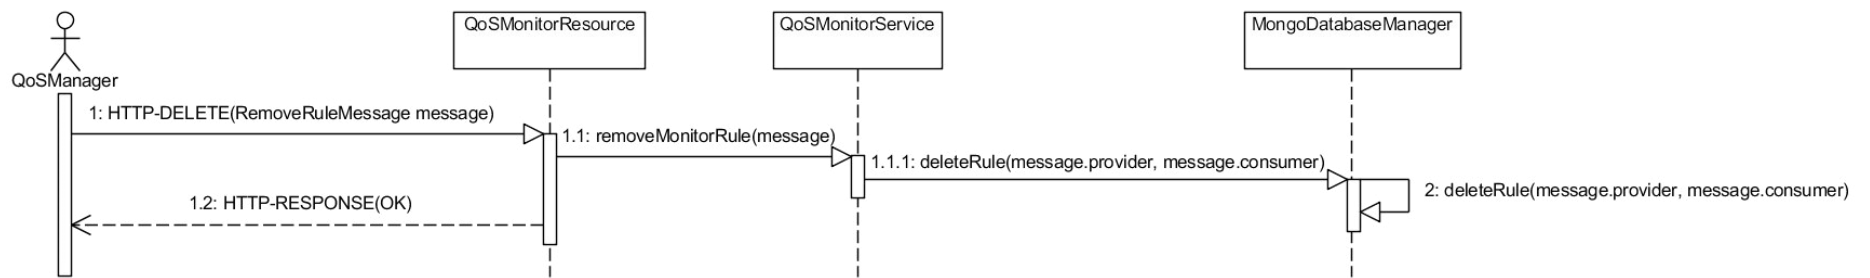 QoSMonitorResource
QoSMonitorService
MongoDatabaseManager
QoSManager
1: HTTP-DELETE(RemoveRuleMessage message)
1.1: removeMonitorRule(message)
1.1.1: deleteRule(message.provider, message.consumer)
2: deleteRule(message.provider, message.consumer)
1.2: HTTP-RESPONSE(OK)